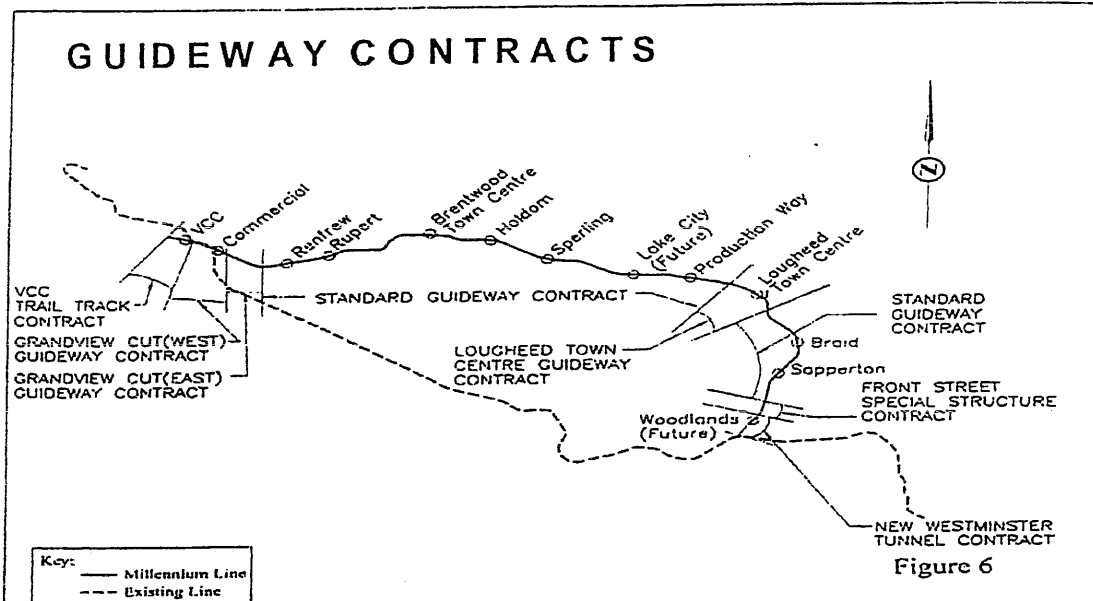 GUIDEWAY CONTRACTS
N
VCC
Commercial
Renfrew
Rupert
Brentwood
Town Centre
Holdom
Sperling
Lake City
(Future)
Production Way
Lougheed
Town Centre
VCC
TRAIL TRACK
CONTRACT
GRANDVIEW CUT(WEST)
GUIDEWAY CONTRACT
GRANDVIEW CUT(EAST)
GUIDEWAY CONTRACT
STANDARD GUIDEWAY CONTRACT
LOUGHEED TOWN
CENTRE GUIDEWAY
CONTRACT
STANDARD
GUIDEWAY
CONTRACT
Braid
Sapperton
FRONT STREET
SPECIAL STRUCTURE
CONTRACT
Woodlands
(Future)
NEW WESTMINSTER
TUNNEL CONTRACT
Figure 6
Key:
Millennium Line
Existing Line